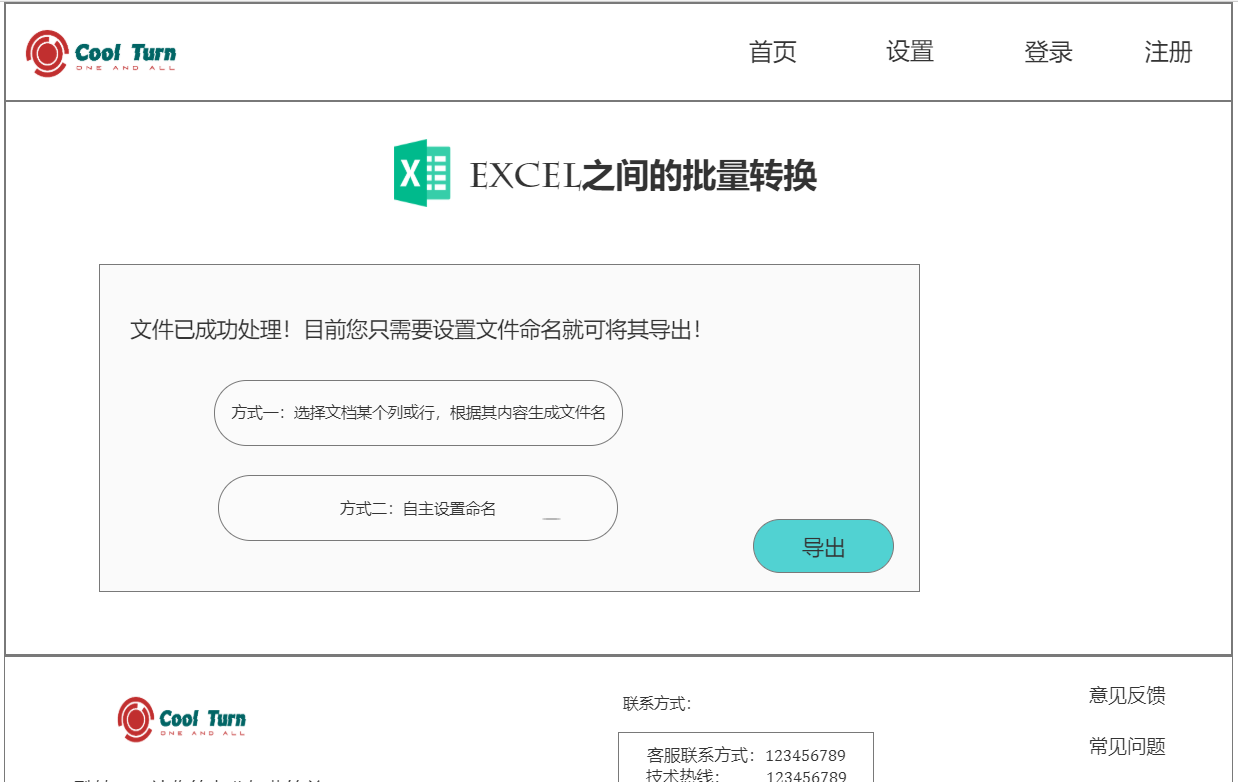 Cool Turn
ONE AND ALL
首页 设置 登录 注册
EXCEL之间的批量转换
文件已成功处理！目前您只需要设置文件命名就可将其导出！
方式一：选择文档某个列或行，根据其内容生成文件名
方式二：自主设置命名
导出
Cool Turn
ONE AND ALL
联系方式：
客服联系方式：123456789
技术热线： 123456789
意见反馈
常见问题